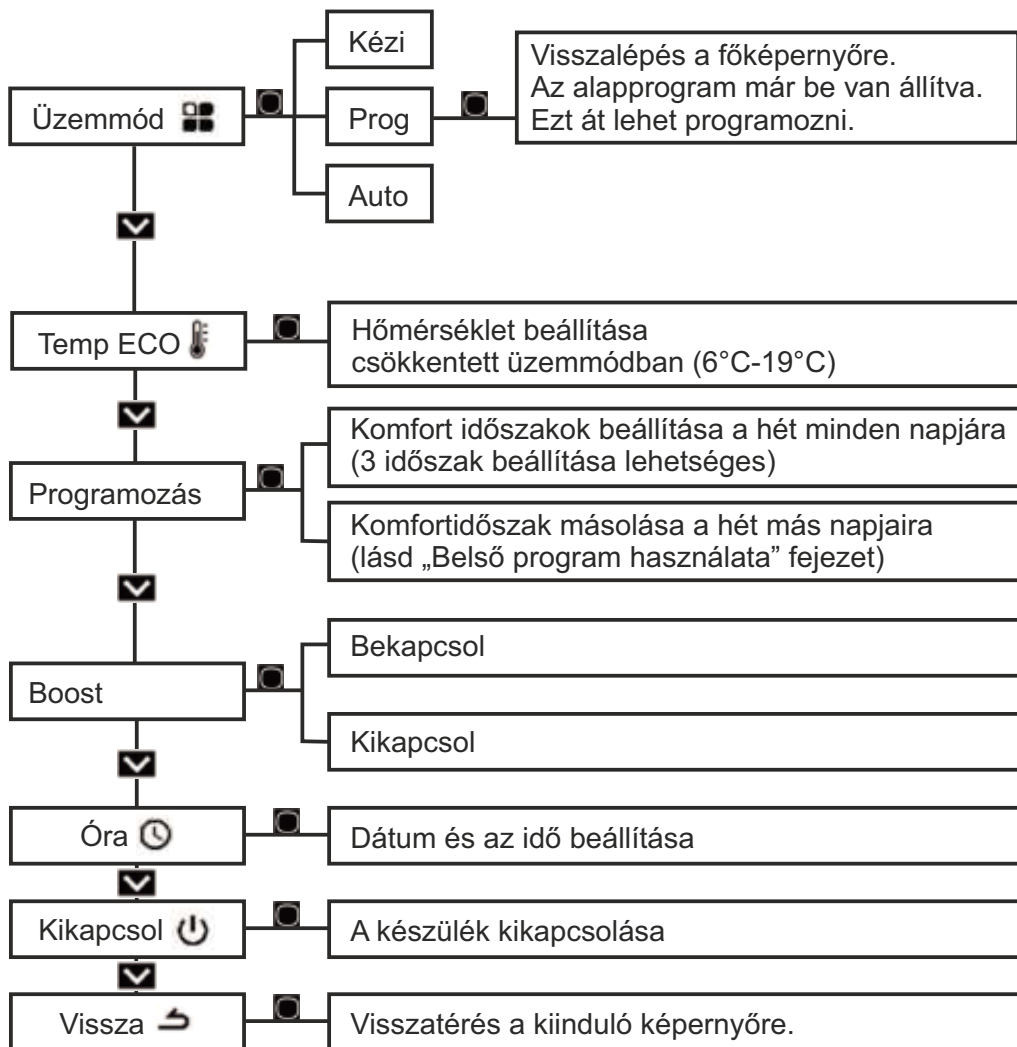 Kézi
Üzemmód
Prog
Auto
Visszalépés a főképernyőre.
Az alapprogram már be van állítva.
Ezt át lehet programozni.
Temp ECO
Hőmérséklet beállítása
csökkentett üzemmódban (6°C-19°C)
Programozás
Komfort időszakok beállítása a hét minden napjára
(3 időszak beállítása lehetséges)
Komfortidőszak másolása a hét más napjaira
(lásd „Belső program használata” fejezet)
Boost
Bekapcsol
Kikapcsol
Óra
Dátum és az idő beállítása
Kikapcsol
A készülék kikapcsolása
Vissza
Visszatérés a kiinduló képernyőre.